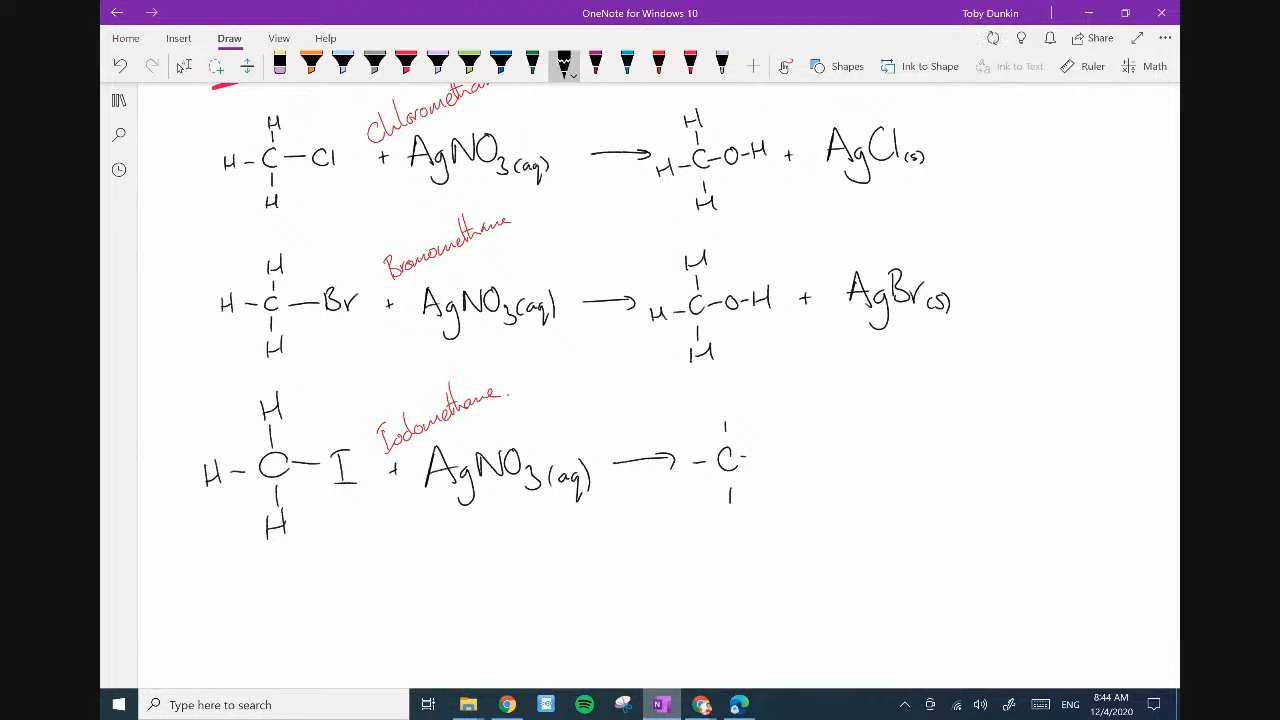 OneNote for Windows 10
Toby Dunkin
Home Insert Draw View Help
Share
Shapes Ink to Shape Ink to Text Ruler Math
Chloromethan
H
H-C-Cl + AgNO3(aq) → H-C-O-H + AgCl(s)
H
H
H
Bromomethane
H
H
H-C-Br + AgNO3(aq) → H-C-O-H + AgBr(s)
H
H
Iodomethane.
H
H-C-I + AgNO3(aq) → -C-
H
Type here to search
ENG
8:44 AM
12/4/2020